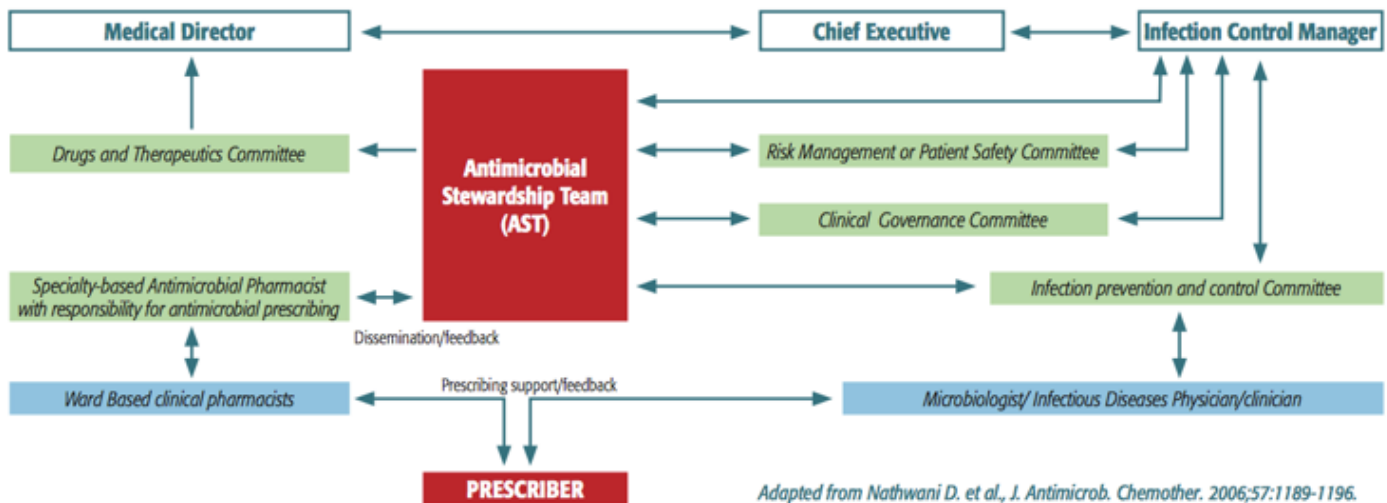 Medical Director
Chief Executive
Infection Control Manager
Antimicrobial
Stewardship Team
(AST)
Drugs and Therapeutics Committee
Risk Management or Patient Safety Committee
Clinical Governance Committee
Specialty-based Antimicrobial Pharmacist
with responsibility for antimicrobial prescribing
Infection prevention and control Committee
Dissemination/feedback
Prescribing support/feedback
Ward Based clinical pharmacists
Microbiologist/ Infectious Diseases Physician/clinician
PRESCRIBER
Adapted from Nathwani D. et al., J. Antimicrob. Chemother. 2006;57:1189-1196.